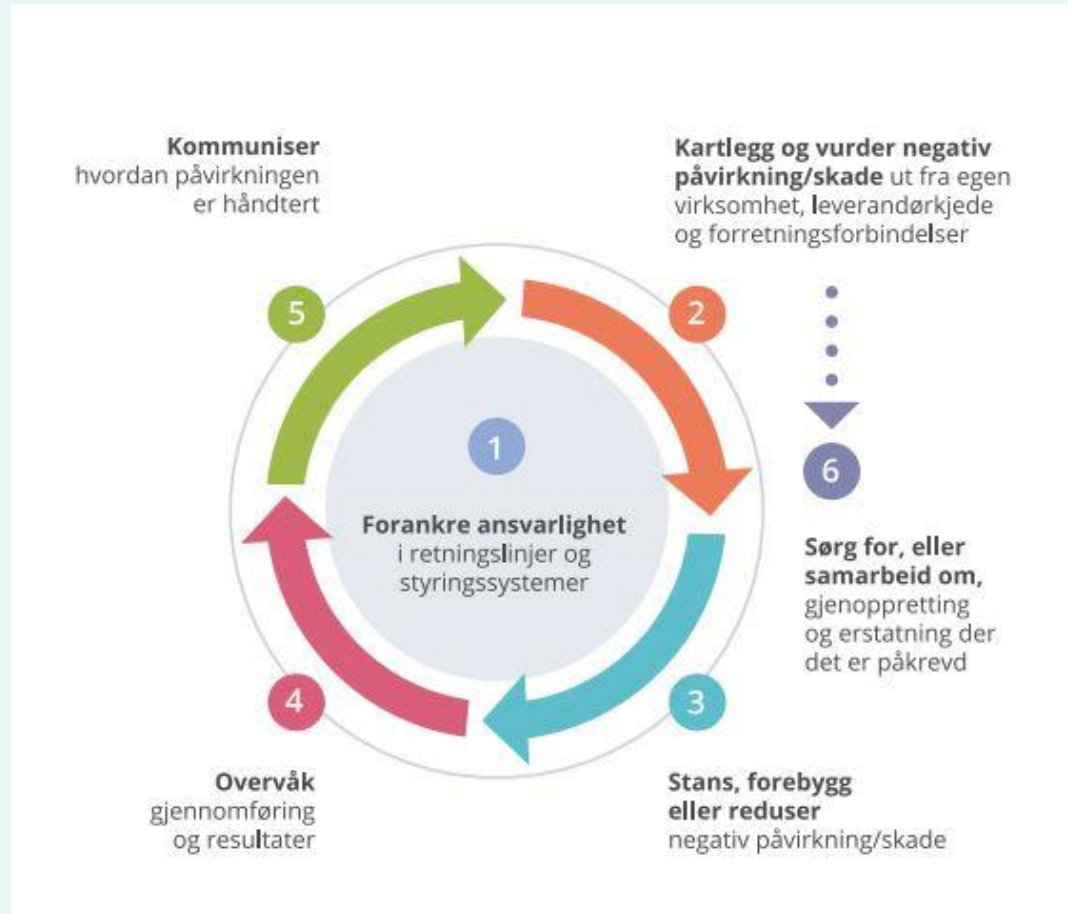 Kommuniser
hvordan påvirkningen
er håndtert
Kartlegg og vurder negativ
påvirkning/skade ut fra egen
virksomhet, leverandørkjede
og forretningsforbindelser
5
2
1
Forankre ansvarlighet
i retningslinjer og
styringssystemer
6
Sørg for, eller
samarbeid om,
gjenoppretting
og erstatning der
det er påkrevd
4
3
Overvåk
gjennomføring
og resultater
Stans, forebygg
eller reduser
negativ påvirkning/skade